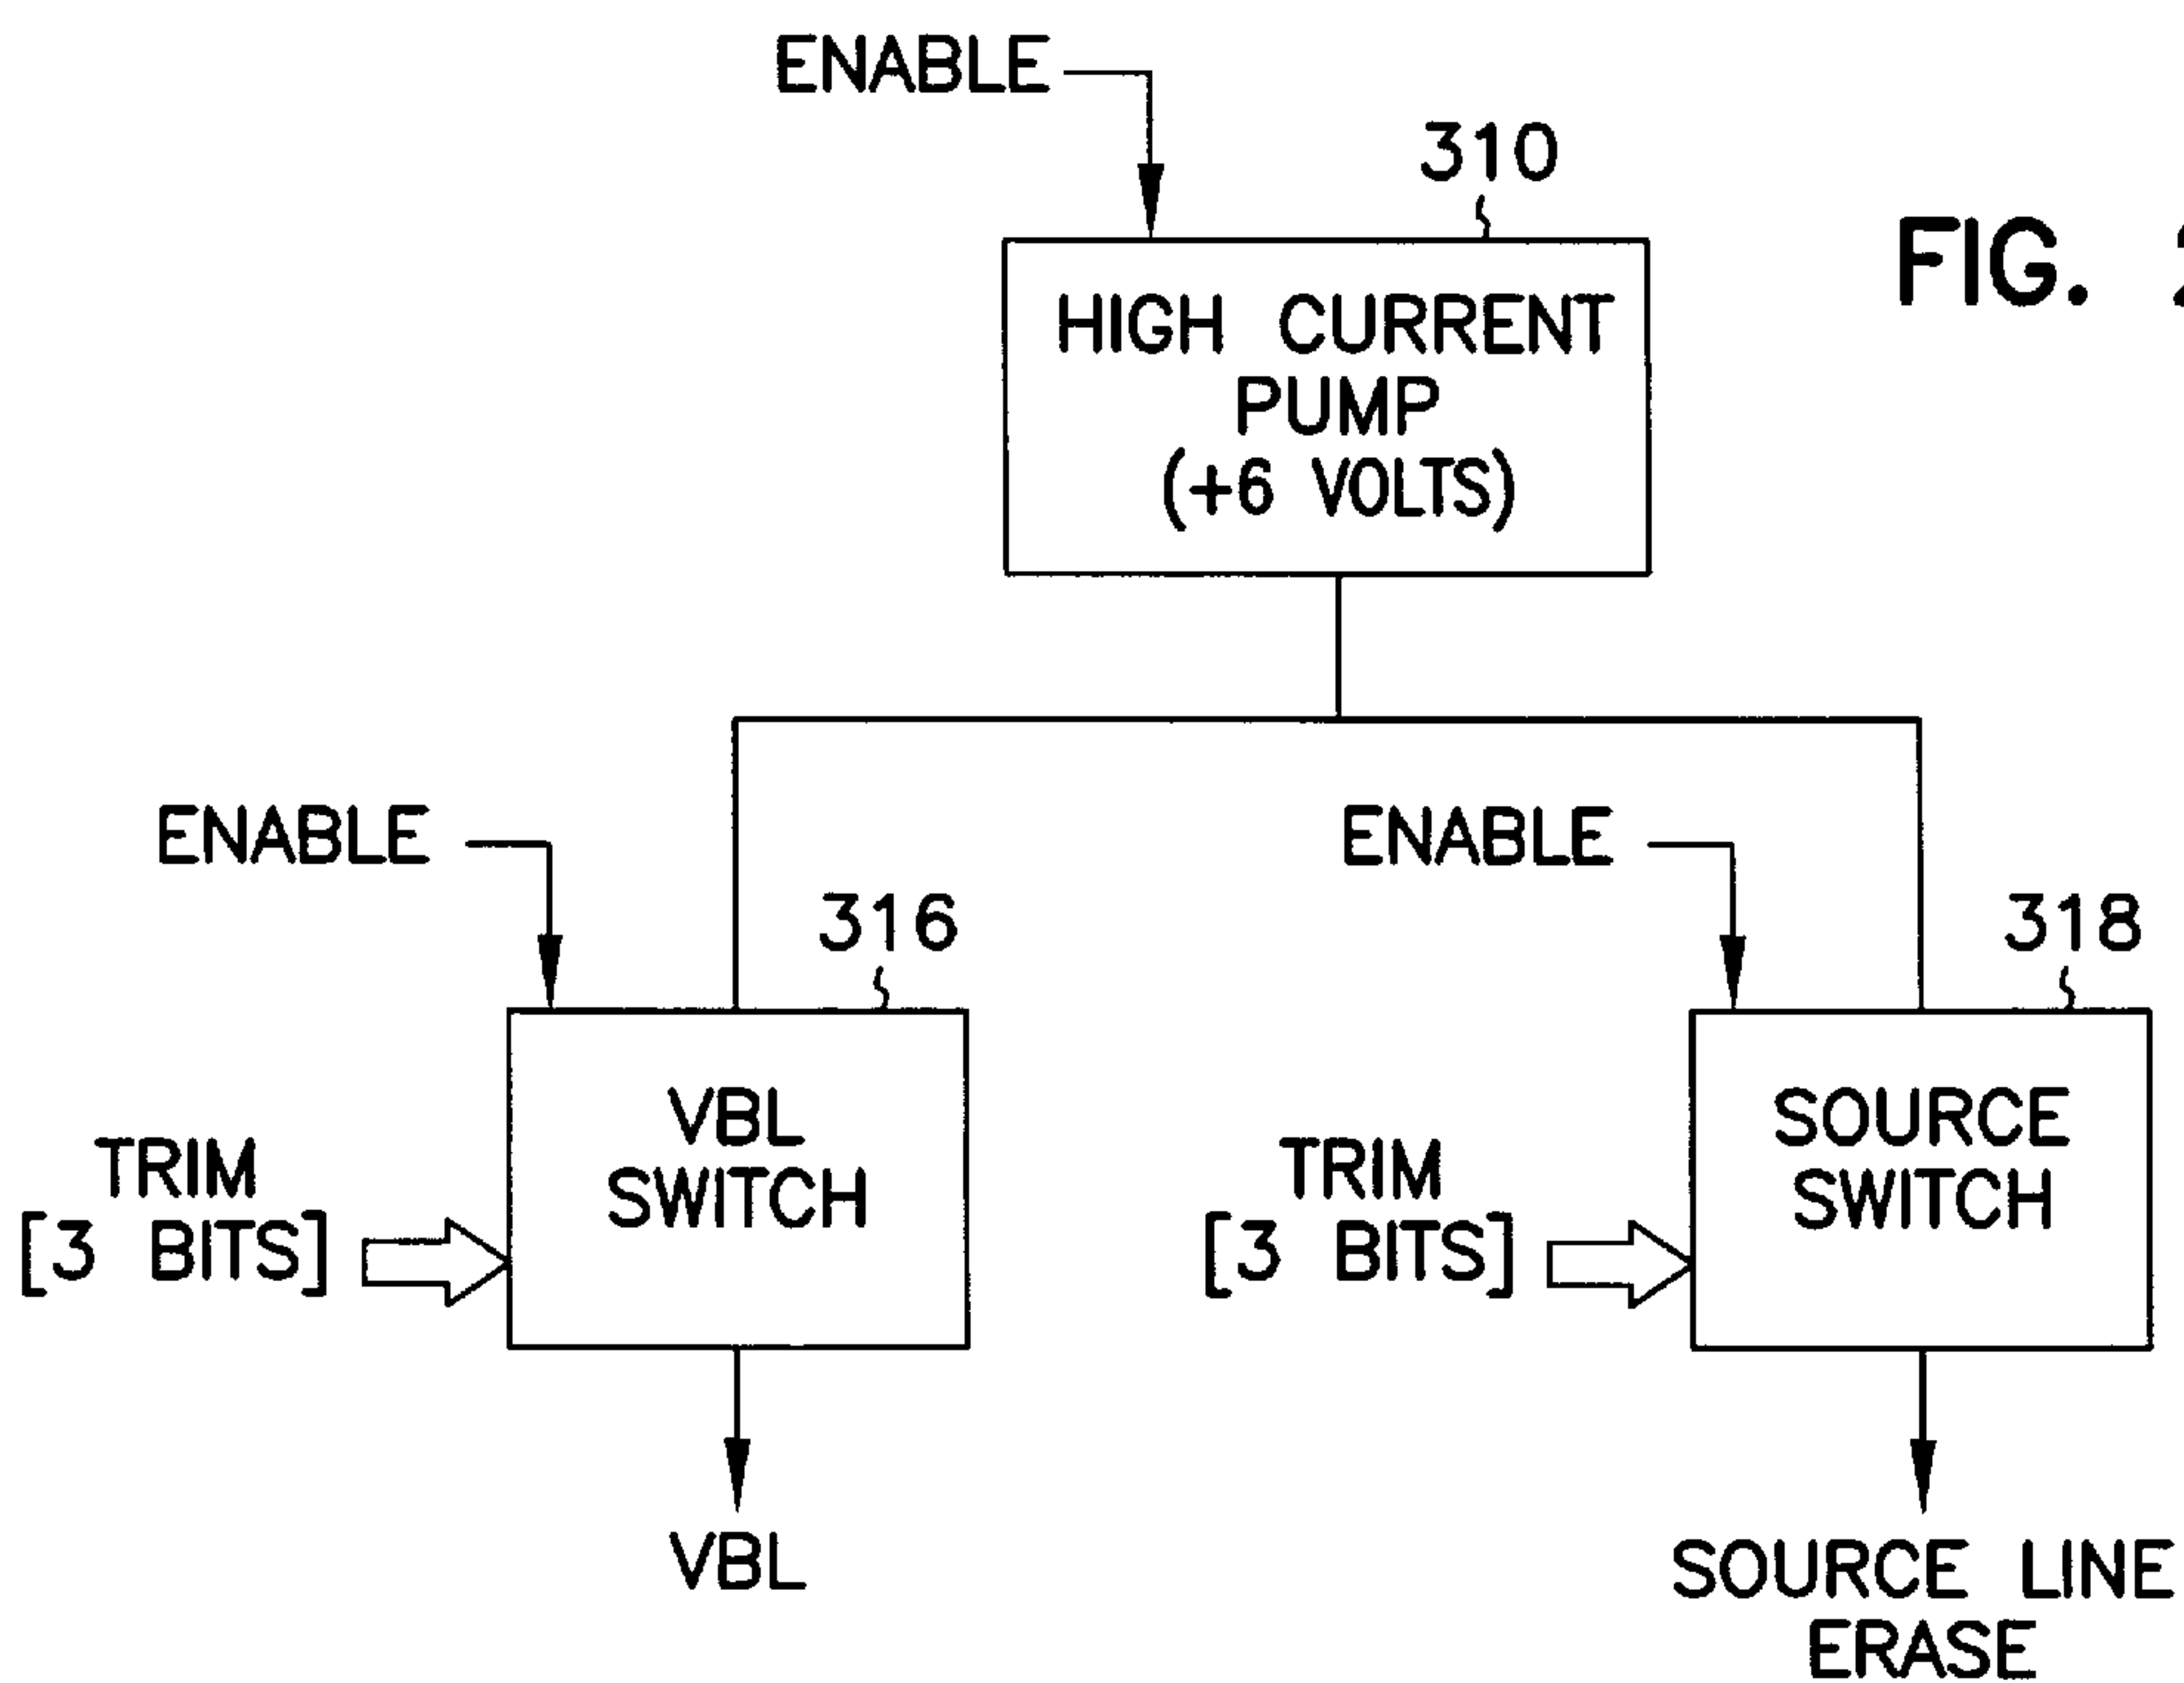 ENABLE
310
FIG.
HIGH CURRENT
PUMP
(+6 VOLTS)
ENABLE
316
ENABLE
318
VBL
SWITCH
TRIM
[3 BITS]
SOURCE
SWITCH
TRIM
[3 BITS]
VBL
SOURCE LINE
ERASE